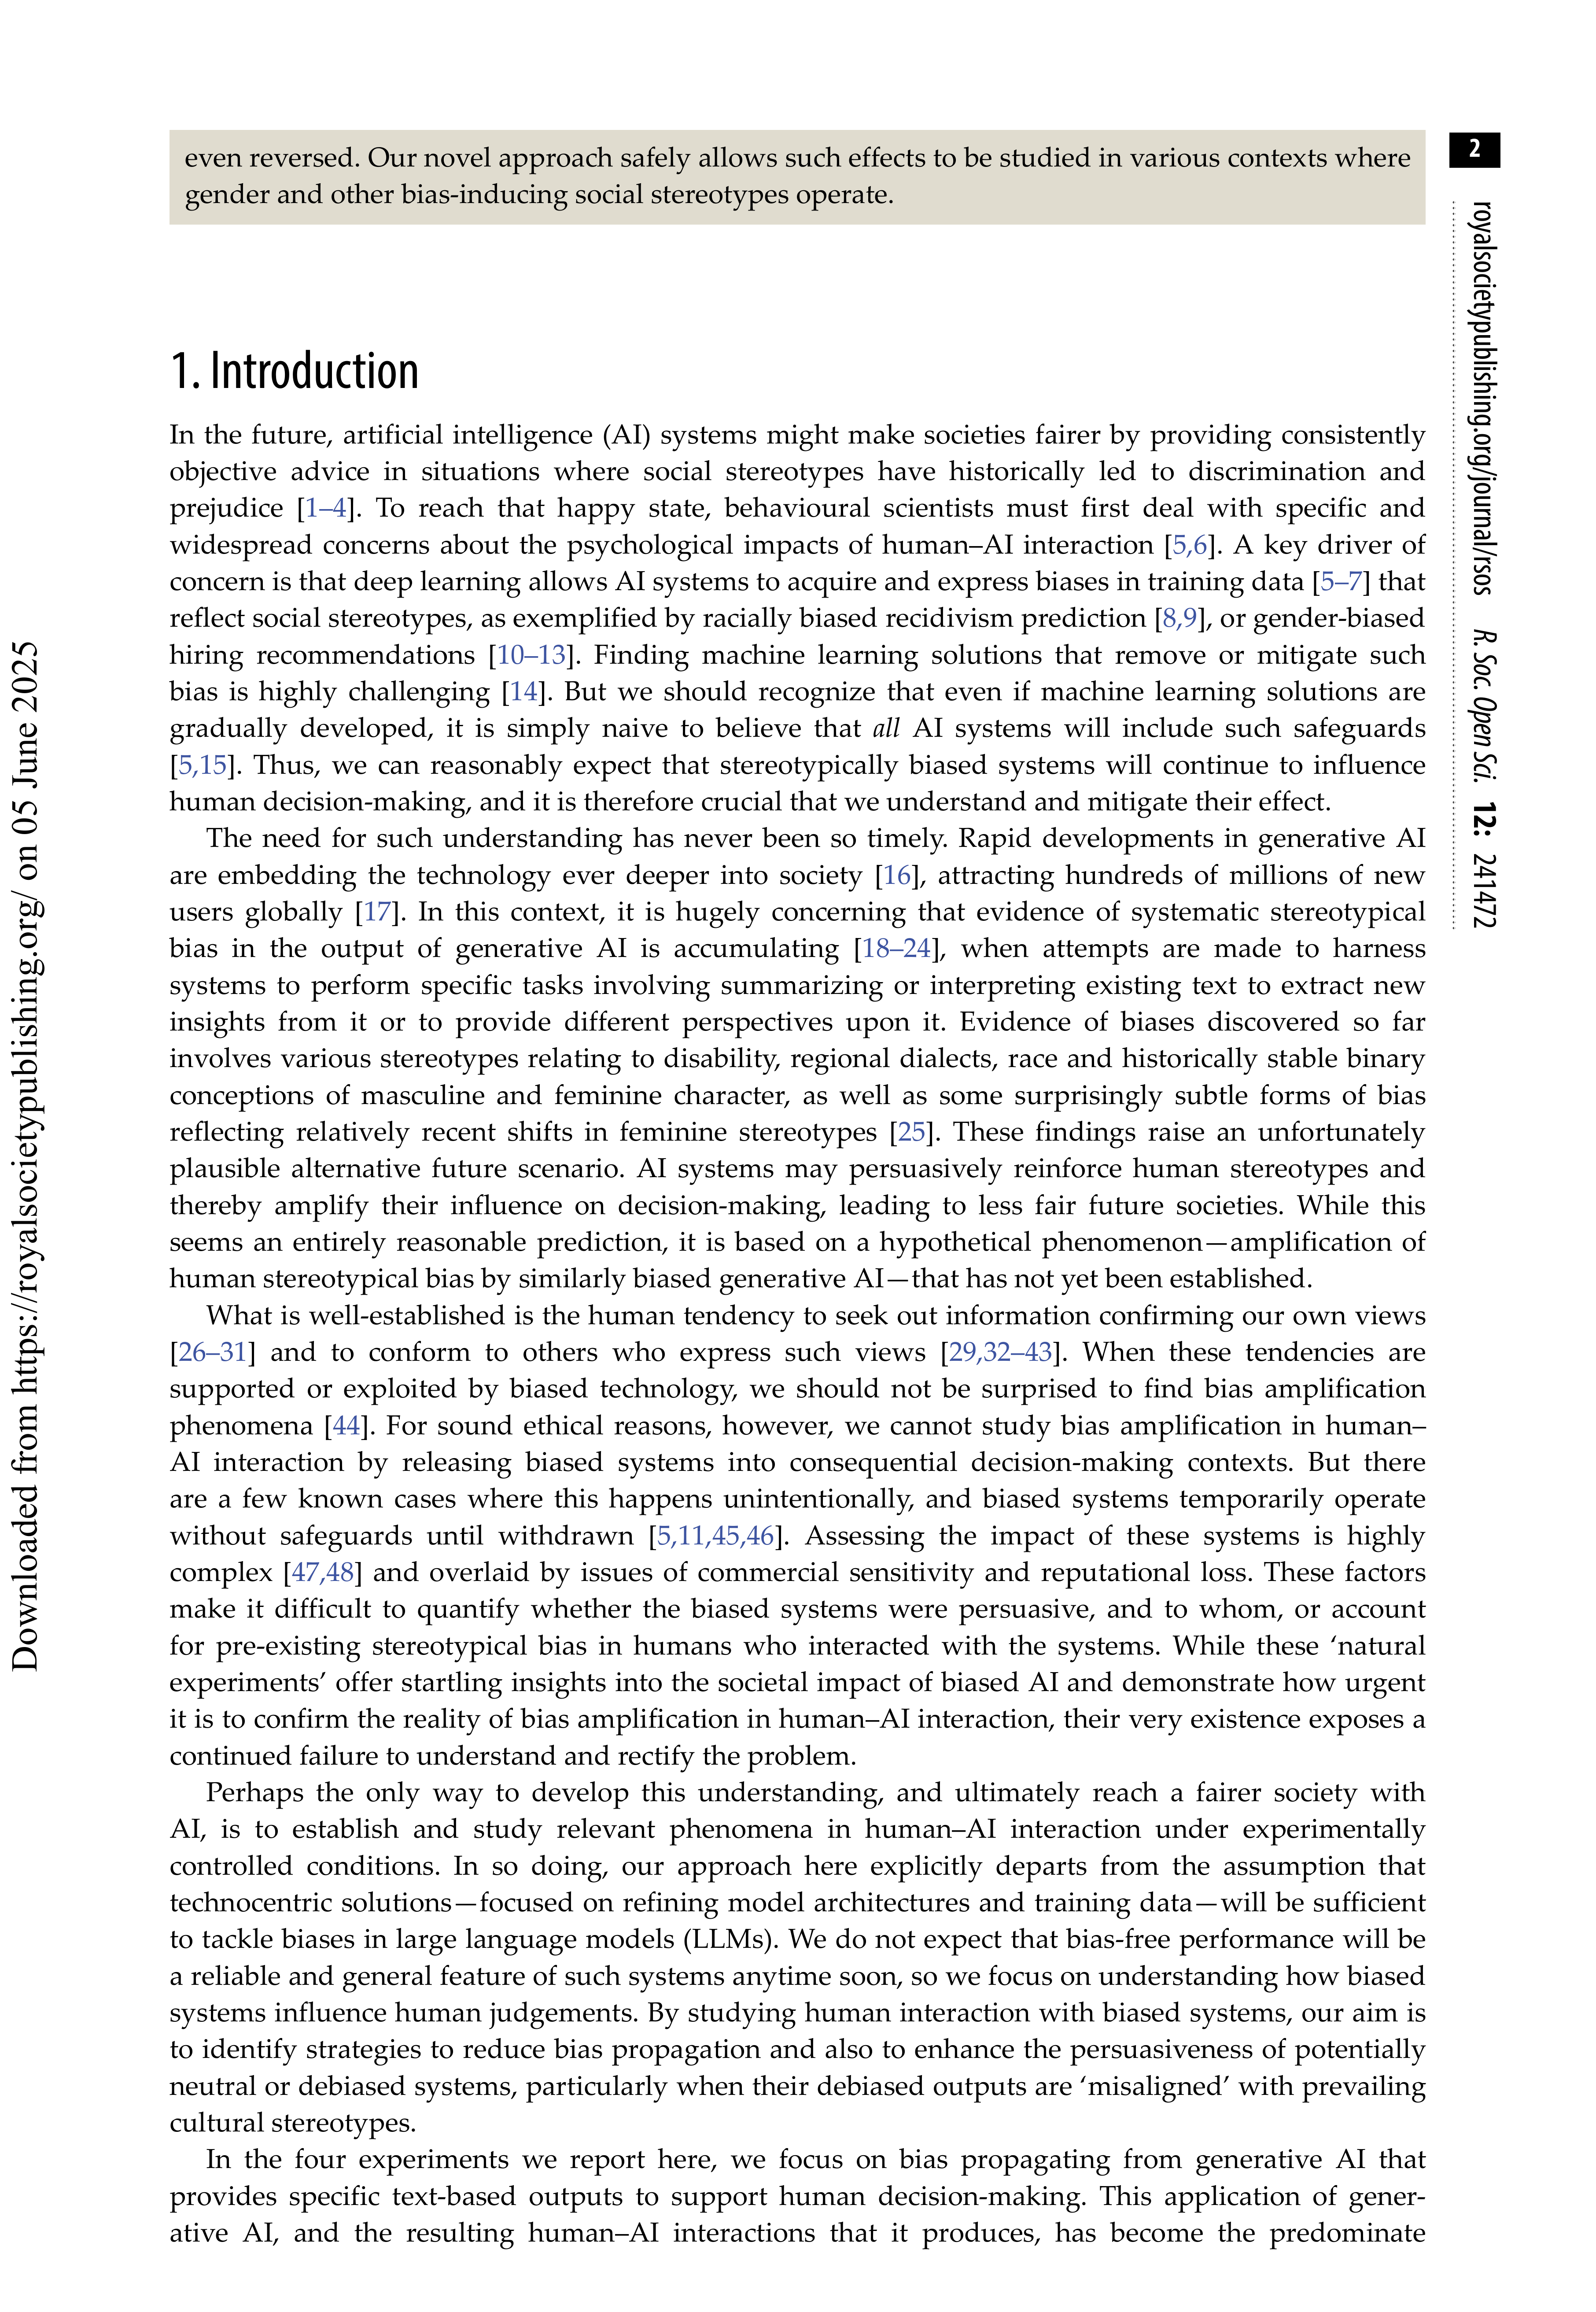 even reversed. Our novel approach safely allows such effects to be studied in various contexts where
gender and other bias-inducing social stereotypes operate.
2
royalsocietypublishing.org/journal/rsos R. Soc. Open Sci. 12: 241472
1. Introduction
In the future, artificial intelligence (AI) systems might make societies fairer by providing consistently
objective advice in situations where social stereotypes have historically led to discrimination and
prejudice [1–4]. To reach that happy state, behavioural scientists must first deal with specific and
widespread concerns about the psychological impacts of human–AI interaction [5,6]. A key driver of
concern is that deep learning allows AI systems to acquire and express biases in training data [5–7] that
reflect social stereotypes, as exemplified by racially biased recidivism prediction [8,9], or gender-biased
hiring recommendations [10–13]. Finding machine learning solutions that remove or mitigate such
bias is highly challenging [14]. But we should recognize that even if machine learning solutions are
gradually developed, it is simply naive to believe that all AI systems will include such safeguards
[5,15]. Thus, we can reasonably expect that stereotypically biased systems will continue to influence
human decision-making, and it is therefore crucial that we understand and mitigate their effect.
The need for such understanding has never been so timely. Rapid developments in generative AI
are embedding the technology ever deeper into society [16], attracting hundreds of millions of new
users globally [17]. In this context, it is hugely concerning that evidence of systematic stereotypical
bias in the output of generative AI is accumulating [18–24], when attempts are made to harness
systems to perform specific tasks involving summarizing or interpreting existing text to extract new
insights from it or to provide different perspectives upon it. Evidence of biases discovered so far
involves various stereotypes relating to disability, regional dialects, race and historically stable binary
conceptions of masculine and feminine character, as well as some surprisingly subtle forms of bias
reflecting relatively recent shifts in feminine stereotypes [25]. These findings raise an unfortunately
plausible alternative future scenario. AI systems may persuasively reinforce human stereotypes and
thereby amplify their influence on decision-making, leading to less fair future societies. While this
seems an entirely reasonable prediction, it is based on a hypothetical phenomenon—amplification of
human stereotypical bias by similarly biased generative AI—that has not yet been established.
What is well-established is the human tendency to seek out information confirming our own views
[26–31] and to conform to others who express such views [29,32–43]. When these tendencies are
supported or exploited by biased technology, we should not be surprised to find bias amplification
phenomena [44]. For sound ethical reasons, however, we cannot study bias amplification in human–
AI interaction by releasing biased systems into consequential decision-making contexts. But there
are a few known cases where this happens unintentionally, and biased systems temporarily operate
without safeguards until withdrawn [5,11,45,46]. Assessing the impact of these systems is highly
complex [47,48] and overlaid by issues of commercial sensitivity and reputational loss. These factors
make it difficult to quantify whether the biased systems were persuasive, and to whom, or account
for pre-existing stereotypical bias in humans who interacted with the systems. While these ‘natural
experiments’ offer startling insights into the societal impact of biased AI and demonstrate how urgent
it is to confirm the reality of bias amplification in human–AI interaction, their very existence exposes a
continued failure to understand and rectify the problem.
Perhaps the only way to develop this understanding, and ultimately reach a fairer society with
AI, is to establish and study relevant phenomena in human–AI interaction under experimentally
controlled conditions. In so doing, our approach here explicitly departs from the assumption that
technocentric solutions—focused on refining model architectures and training data—will be sufficient
to tackle biases in large language models (LLMs). We do not expect that bias-free performance will be
a reliable and general feature of such systems anytime soon, so we focus on understanding how biased
systems influence human judgements. By studying human interaction with biased systems, our aim is
to identify strategies to reduce bias propagation and also to enhance the persuasiveness of potentially
neutral or debiased systems, particularly when their debiased outputs are ‘misaligned’ with prevailing
cultural stereotypes.
In the four experiments we report here, we focus on bias propagating from generative AI that
provides specific text-based outputs to support human decision-making. This application of gener-
ative AI, and the resulting human–AI interactions that it produces, has become the predominate
Downloaded from https://royalsocietypublishing.org/ on 05 June 2025